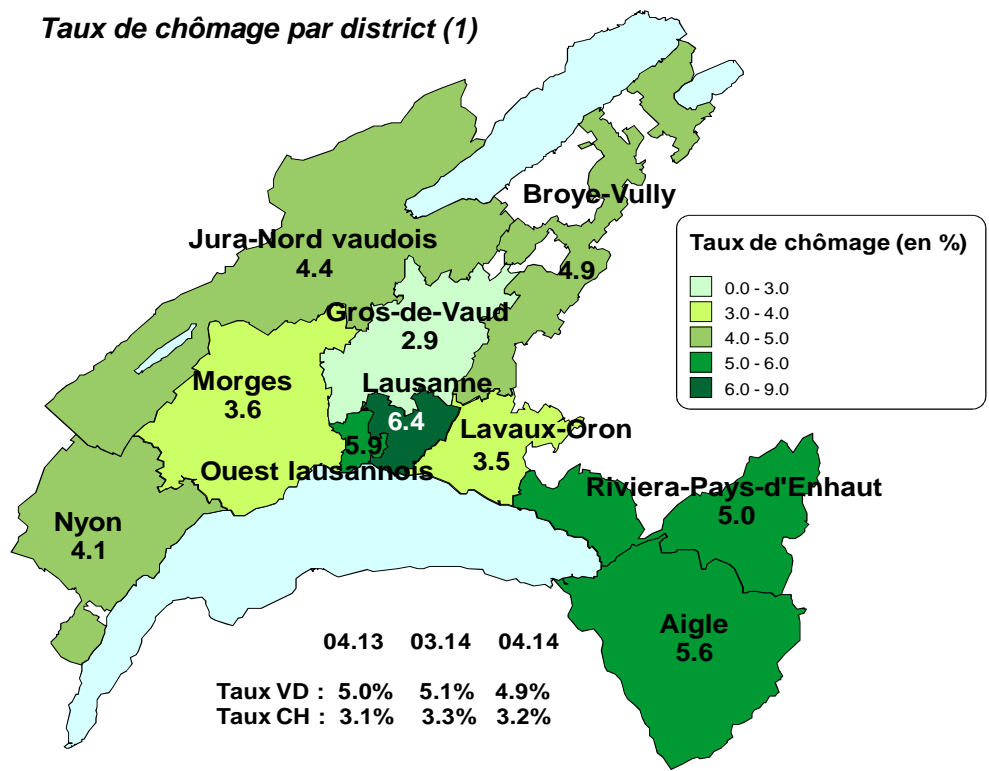 Taux de chômage par district (1)
Broye-Vully
4.9
Jura-Nord vaudois
4.4
Taux de chômage (en %)
0.0 - 3.0
3.0 - 4.0
4.0 - 5.0
5.0 - 6.0
6.0 - 9.0
Gros-de-Vaud
2.9
Morges
3.6
Lausanne
6.4
5.9
Ouest lausannois
Lavaux-Oron
3.5
Riviera-Pays-d'Enhaut
5.0
Nyon
4.1
Aigle
5.6
04.13 03.14 04.14
Taux VD : 5.0% 5.1% 4.9%
Taux CH : 3.1% 3.3% 3.2%